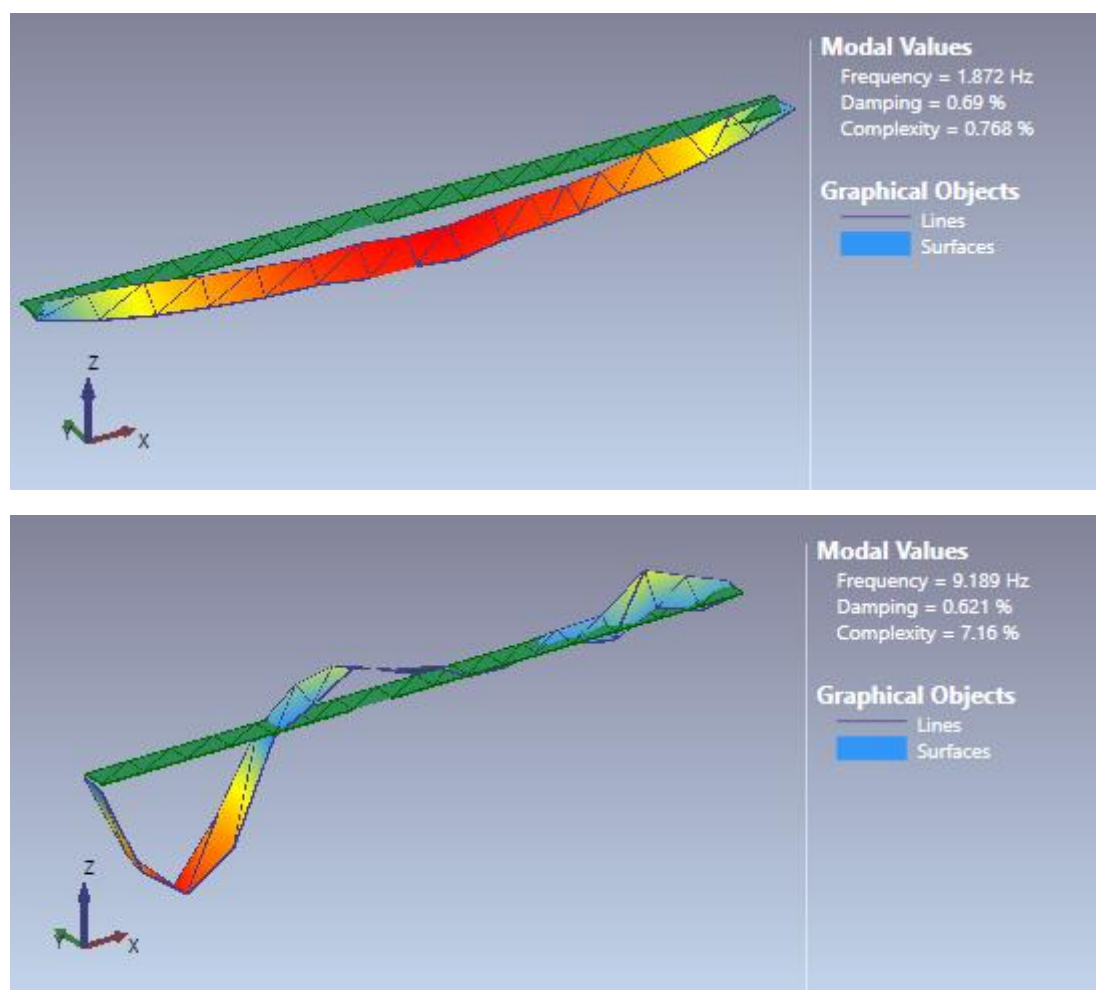 Modal Values
Frequency = 1.872 Hz
Damping = 0.69 %
Complexity = 0.768 %
Graphical Objects
Lines
Surfaces
Z
Y
X
Modal Values
Frequency = 9.189 Hz
Damping = 0.621 %
Complexity = 7.16 %
Graphical Objects
Lines
Surfaces
Z
Y
X